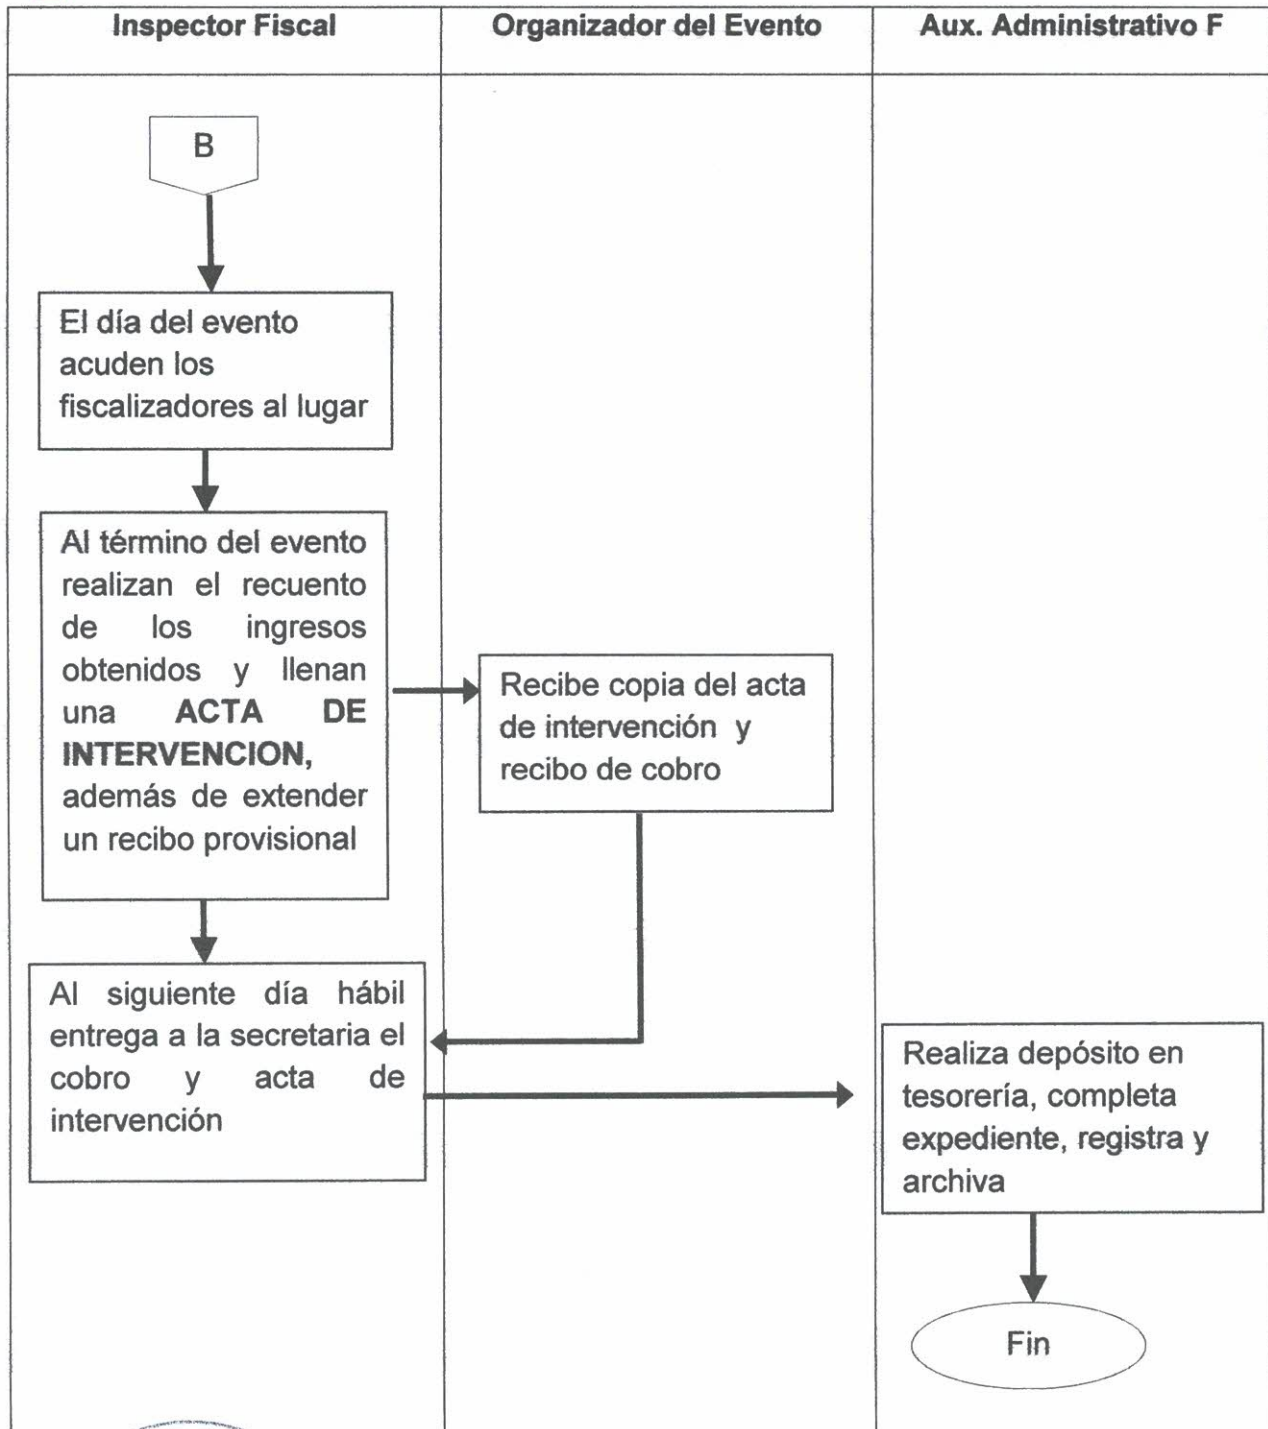 Inspector Fiscal
Organizador del Evento
Aux. Administrativo F
B
El día del evento
acuden los
fiscalizadores al lugar
Al término del evento
realizan el recuento
de los ingresos
obtenidos y llenan
una ACTA DE
INTERVENCION,
además de extender
un recibo provisional
Recibe copia del acta
de intervención y
recibo de cobro
Al siguiente día hábil
entrega a la secretaria el
cobro y acta de
intervención
Realiza depósito en
tesorería, completa
expediente, registra y
archiva
Fin